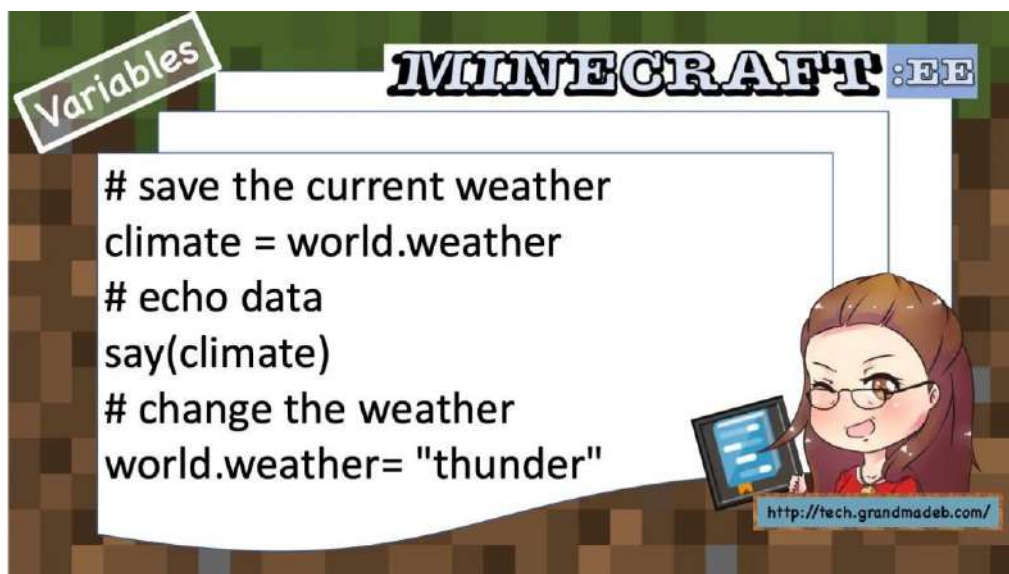 Variables
MINECRAFT:EE
# save the current weather
climate = world.weather
# echo data
say(climate)
# change the weather
world.weather= "thunder"
http://tech.grandmadeb.com/